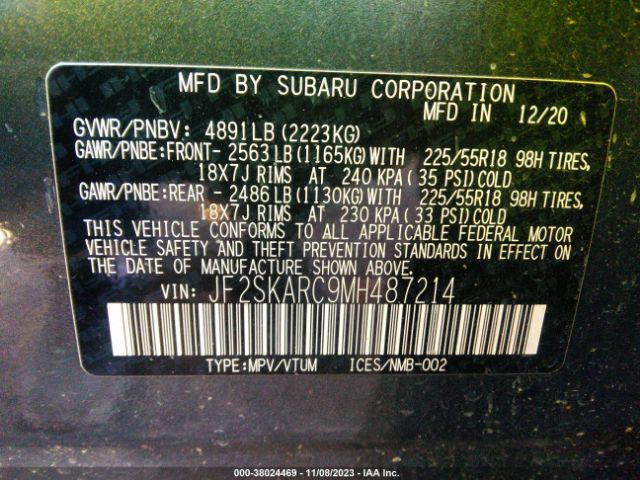 MFD BY SUBARU CORPORATION
MFD IN 12/20
GVWR/PNBV: 4891LB (2223KG)
GAWR/PNBE:FRONT- 2563LB (1165KG)WITH 225/55R18 98H TIRES,
18X7J RIMS AT 240 KPA( 35 PSI)COLD
GAWR/PNBE:REAR - 2486LB (1130KG)WITH 225/55R18 98H TIRES,
18X7J RIMS AT 230 KPA( 33 PSI)COLD
THIS VEHICLE CONFORMS TO ALL APPLICABLE FEDERAL MOTOR
VEHICLE SAFETY AND THEFT PREVENTION STANDARDS IN EFFECT
ON THE DATE OF MANUFACTURE SHOWN ABOVE.
VIN: JF2SKARC9MH487214
TYPE:MPV/VTUM ICES/NMB-002
000-38024469 - 11/08/2023 - IAA Inc.